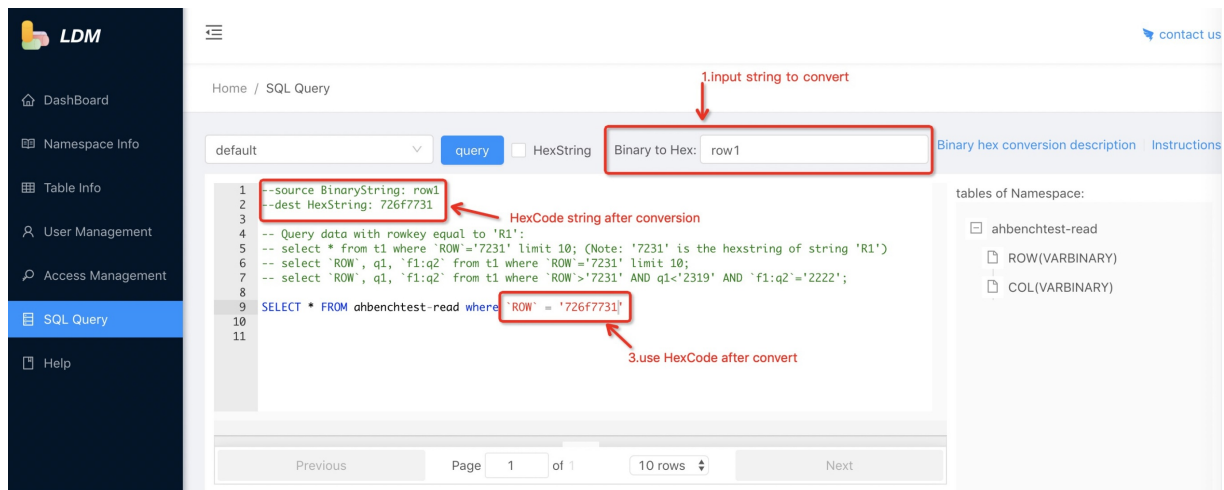 LDM
contact us
Home / SQL Query
1.input string to convert
DashBoard
Namespace Info
Table Info
User Management
Access Management
SQL Query
Help
default
query
HexString
Binary to Hex: row1
Binary hex conversion description Instructions
1 --source BinaryString: row1
2 --dest HexString: 726f7731
3
HexCode string after conversion
4 -- Query data with rowkey equal to 'R1':
5 -- select * from t1 where `ROW`='7231' limit 10; (Note: '7231' is the hexstring of string 'R1')
6 -- select `ROW`, q1, `f1:q2` from t1 where `ROW`='7231' limit 10;
7 -- select `ROW`, q1, `f1:q2` from t1 where `ROW`>'7231' AND q1<'2319' AND `f1:q2`='2222';
8
9 SELECT * FROM ahbenchtest-read where `ROW` = '726f7731'
10
11
3.use HexCode after convert
tables of Namespace:
ahbenchtest-read
ROW(VARBINARY)
COL(VARBINARY)
Previous
Page 1 of 1
10 rows
Next